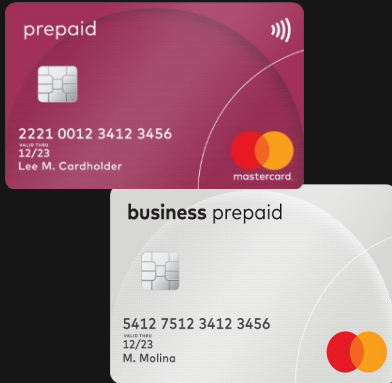 prepaid
2221 0012 3412 3456
VALID THRU
12/23
Lee M. Cardholder
mastercard
business prepaid
5412 7512 3412 3456
VALID THRU
12/23
M. Molina